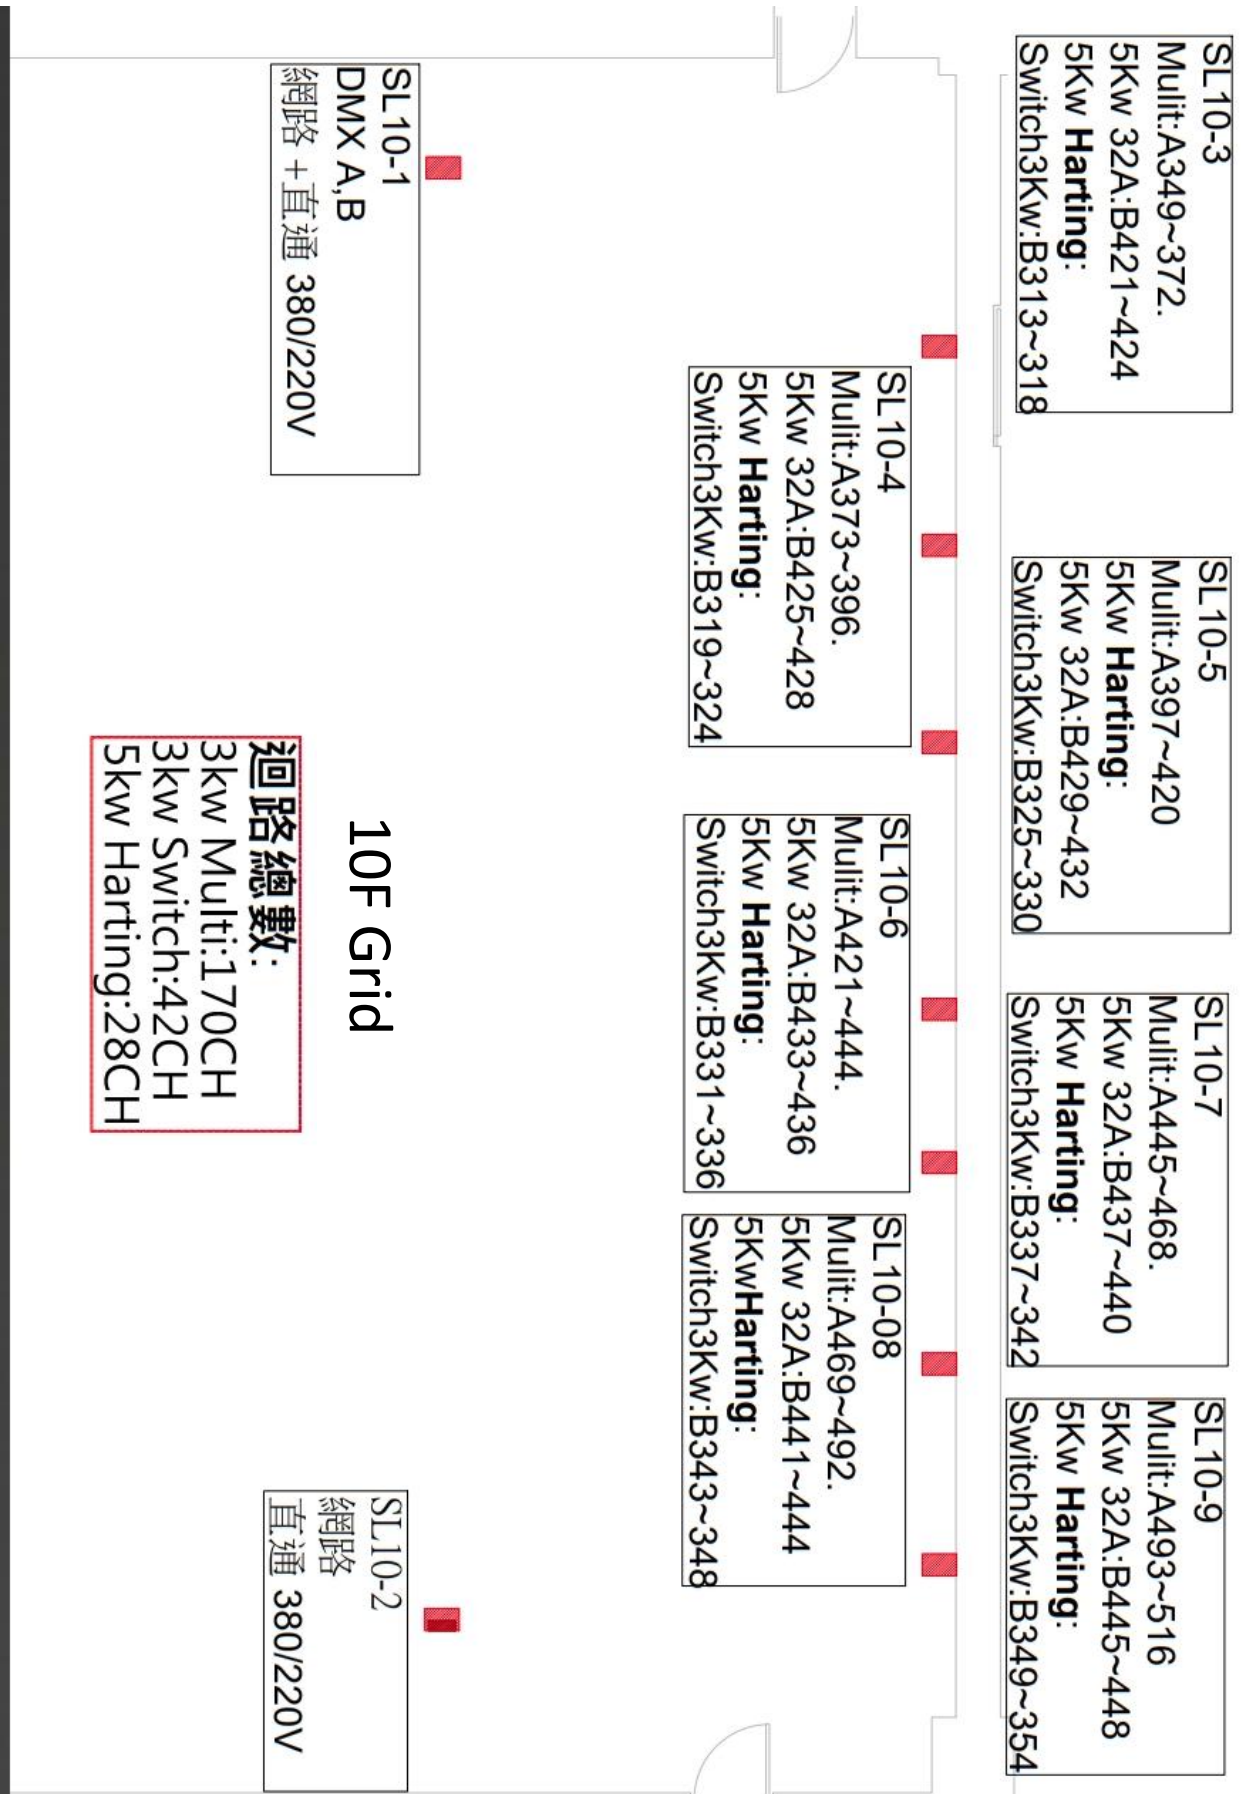 SL10-3
Mulit:A349~372.
5Kw 32A:B421~424
5Kw Harting:
Switch3Kw:B313~318
SL10-5
Mulit:A397~420
5Kw Harting:
5Kw 32A:B429~432
Switch3Kw:B325~330
SL10-7
Mulit:A445~468.
5Kw 32A:B437~440
5Kw Harting:
Switch3Kw:B337~342
SL10-9
Mulit:A493~516
5Kw 32A:B445~448
5Kw Harting:
Switch3Kw:B349~354
SL10-4
Mulit:A373~396.
5Kw 32A:B425~428
5Kw Harting:
Switch3Kw:B319~324
SL10-6
Mulit:A421~444.
5Kw 32A:B433~436
5Kw Harting:
Switch3Kw:B331~336
SL10-08
Mulit:A469~492.
5Kw 32A:B441~444
5KwHarting:
Switch3Kw:B343~348
SL10-1
DMX A,B
網路 +直通 380/220V
10F Grid
SL10-2
網路
直通 380/220V
迴路總數:
3kw Multi:170CH
3kw Switch:42CH
5kw Harting:28CH